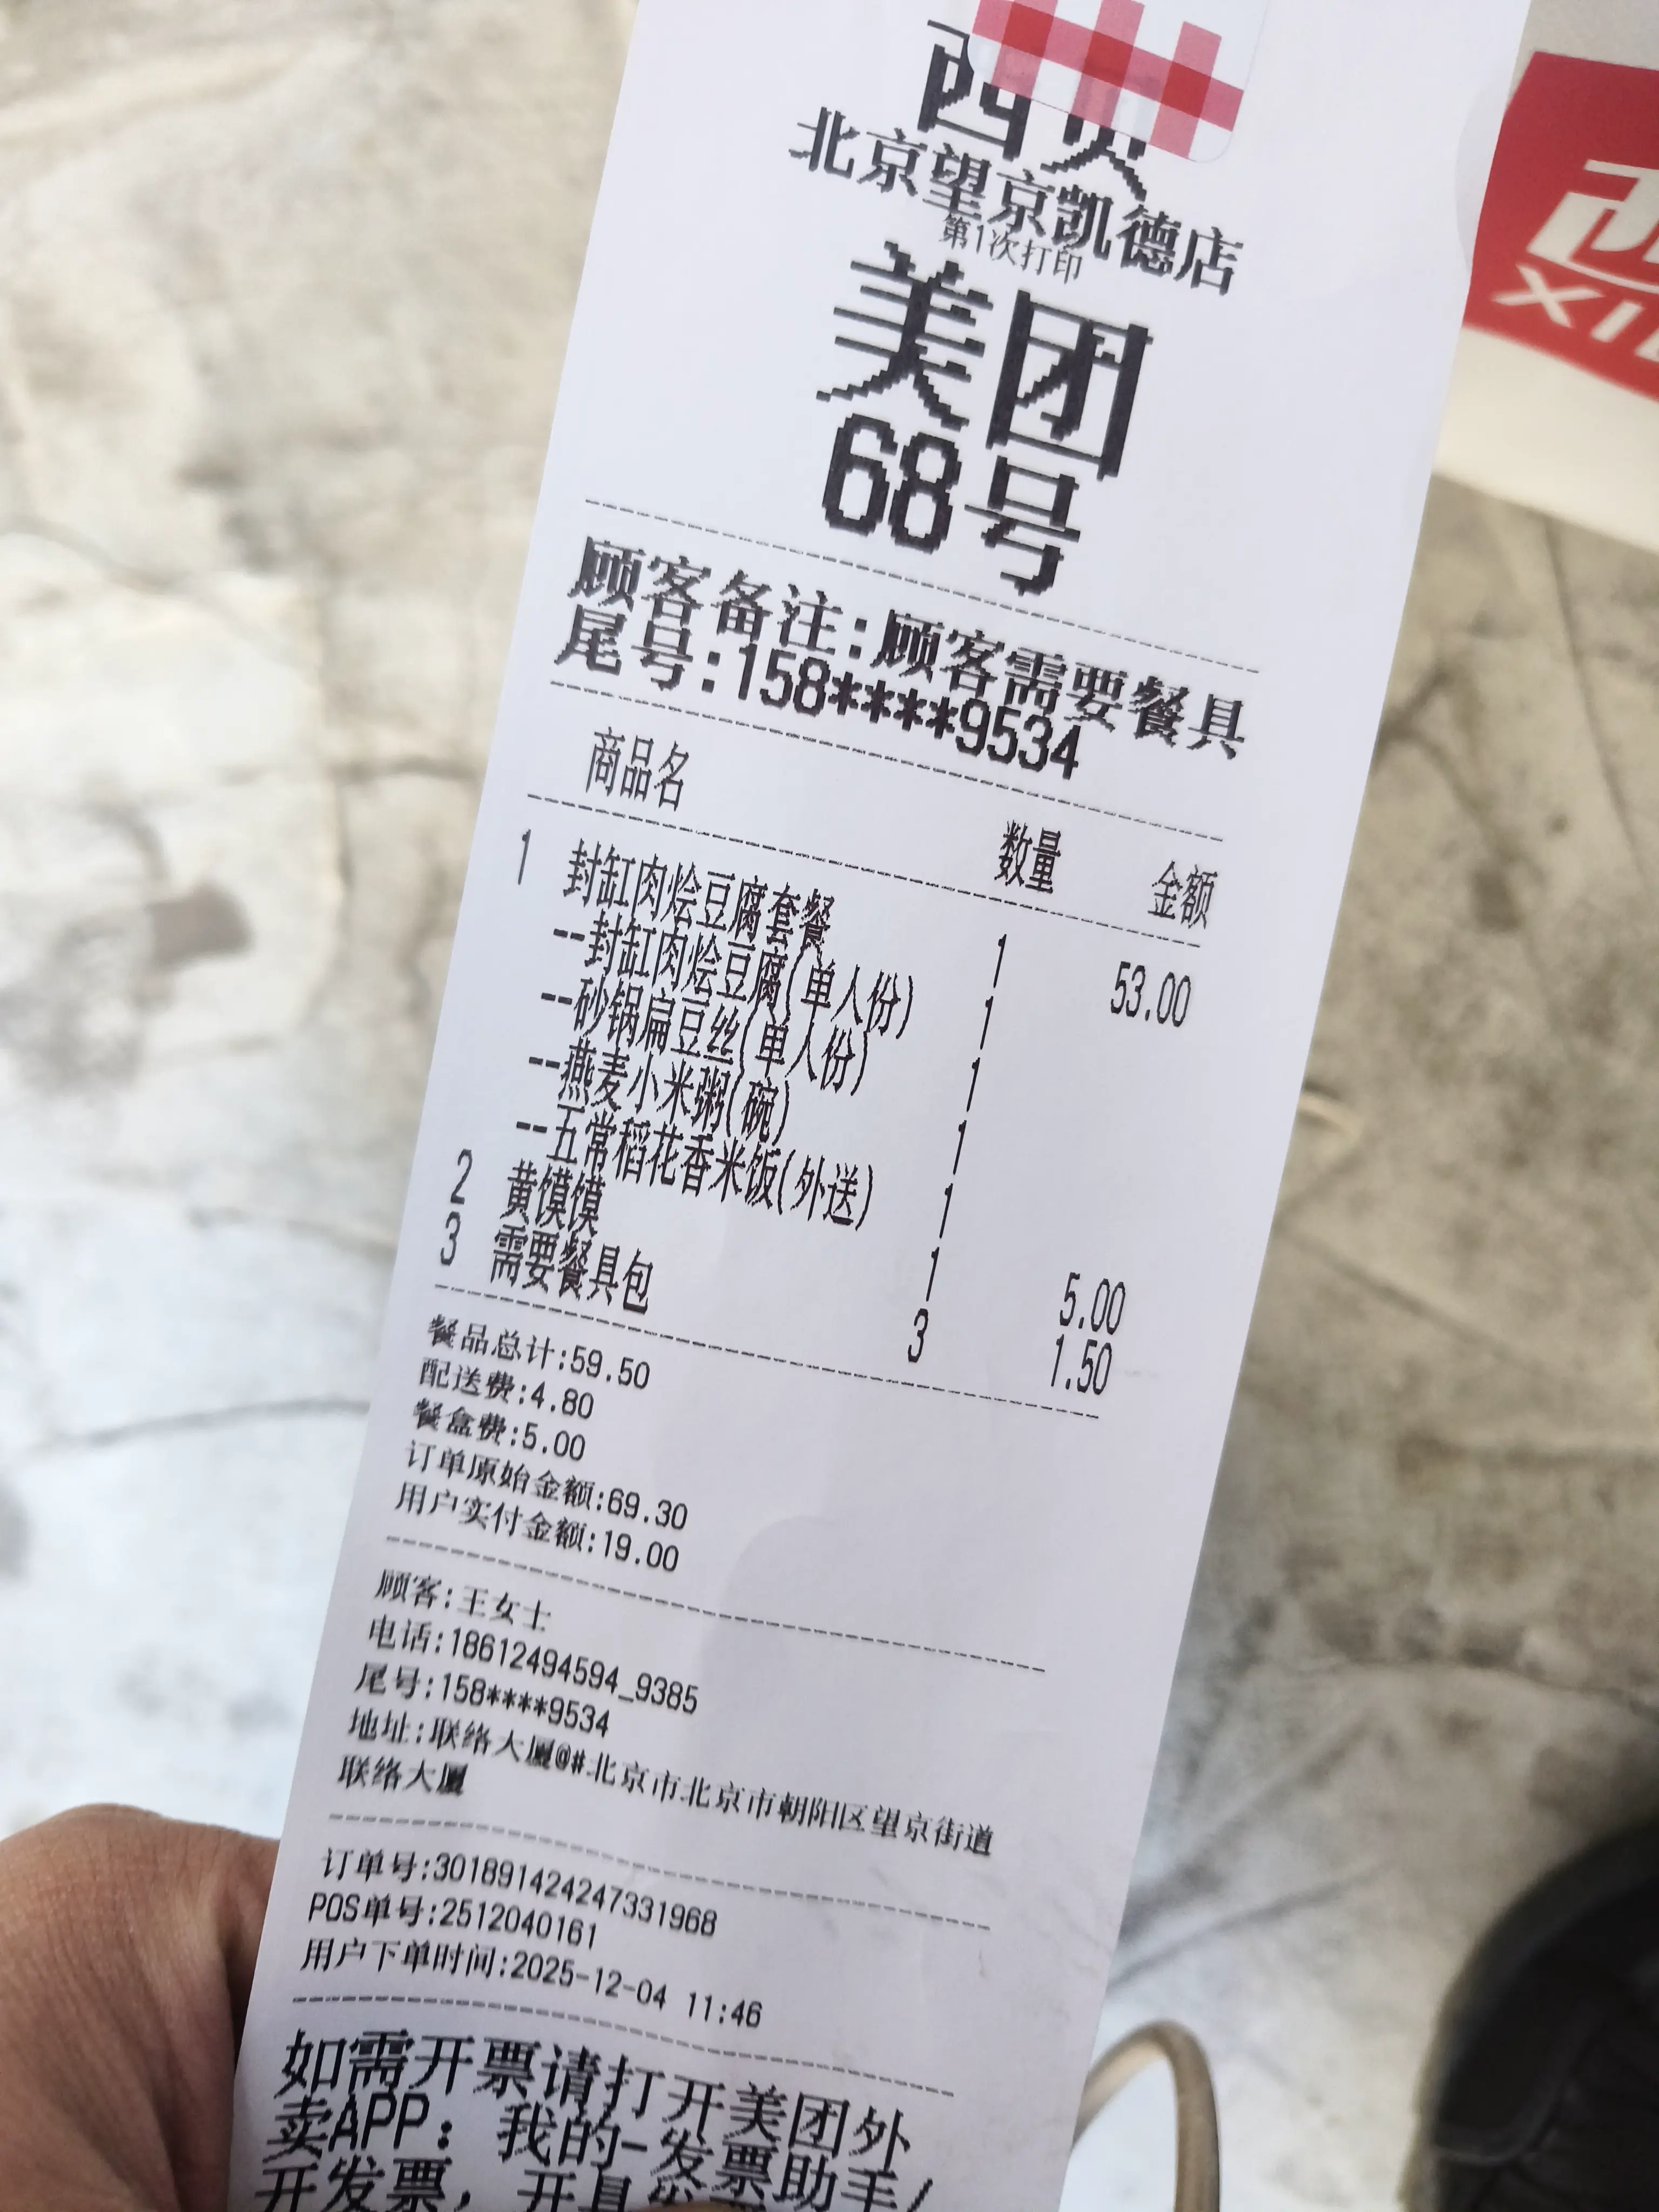 西贝
北京望京凯德店
第1次打印
美团
68号
顾客备注:顾客需要餐具
尾号:158****9534
商品名 数量 金额
1 封缸肉烩豆腐套餐 1 53.00
--封缸肉烩豆腐(单人份) 1
--砂锅扁豆丝(单人份) 1
--燕麦小米粥(碗) 1
--五常稻花香米饭(外送) 1
2 黄馍馍 1 5.00
3 需要餐具包 3 1.50
餐品总计:59.50
配送费:4.80
餐盒费:5.00
订单原始金额:69.30
用户实付金额:19.00
顾客:王女士
电话:18612494594_9385
尾号:158****9534
地址:联络大厦@#北京市北京市朝阳区望京街道
联络大厦
订单号:301891424247331968
POS单号:2512040161
用户下单时间:2025-12-04 11:46
如需开票请打开美团外
卖APP: 我的-发票助手/
开发票, 开具
西
XI